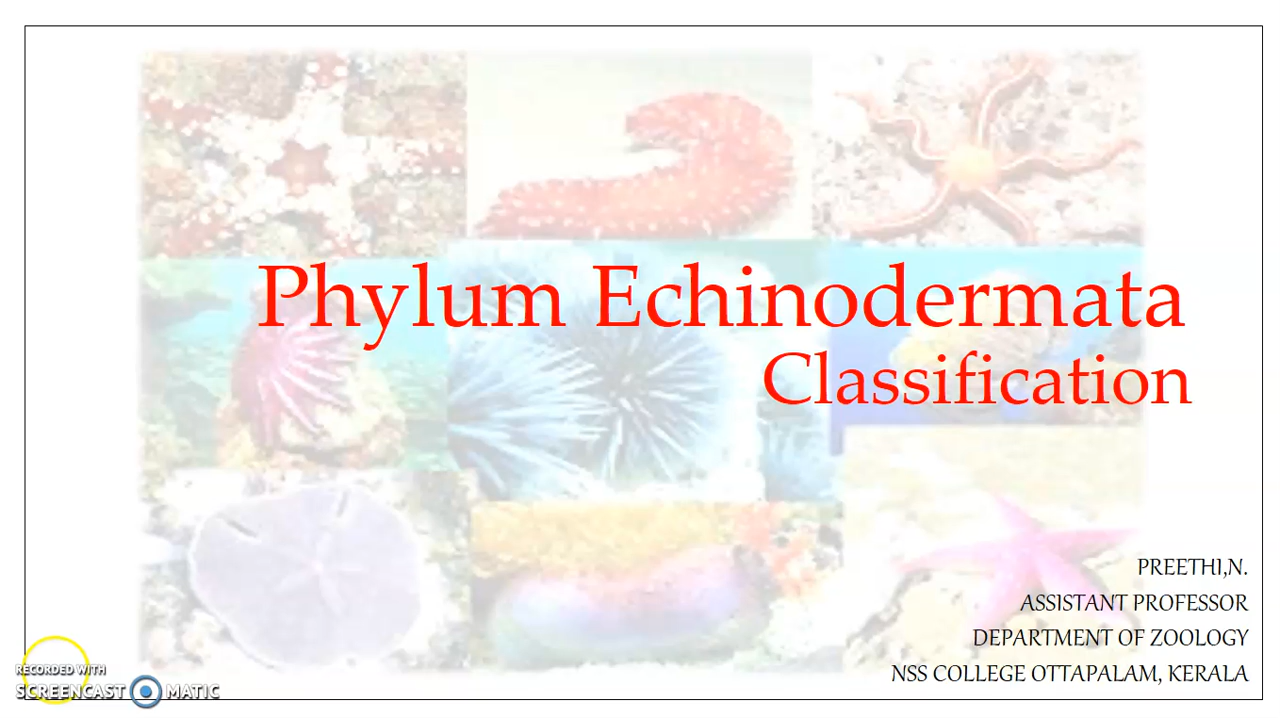 Phylum Echinodermata
Classification
PREETHI,N.
ASSISTANT PROFESSOR
DEPARTMENT OF ZOOLOGY
NSS COLLEGE OTTAPALAM, KERALA
RECORDED WITH
SCREENCAST MATIC